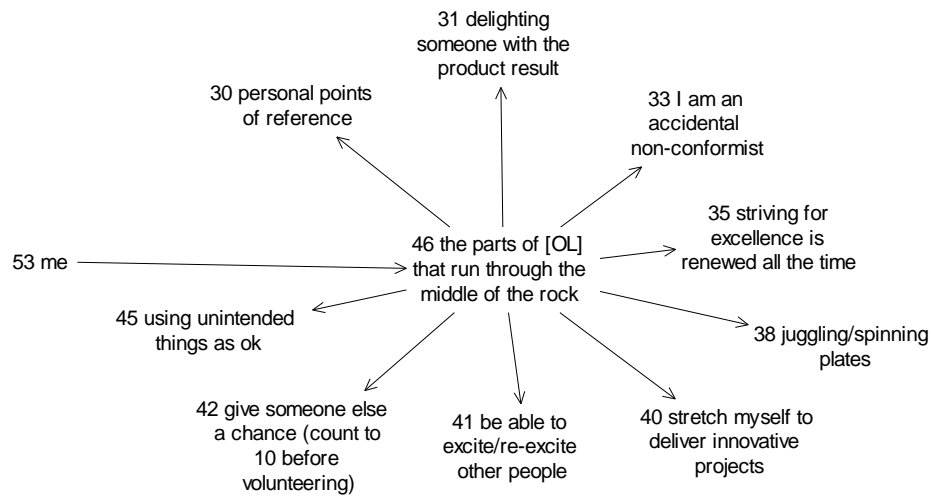 31 delighting
someone with the
product result
30 personal points
of reference
33 I am an
accidental
non-conformist
35 striving for
excellence is
renewed all the time
46 the parts of [OL]
that run through the
middle of the rock
53 me
45 using unintended
things as ok
38 juggling/spinning
plates
42 give someone else
a chance (count to
10 before
volunteering)
41 be able to
excite/re-excite
other people
40 stretch myself to
deliver innovative
projects